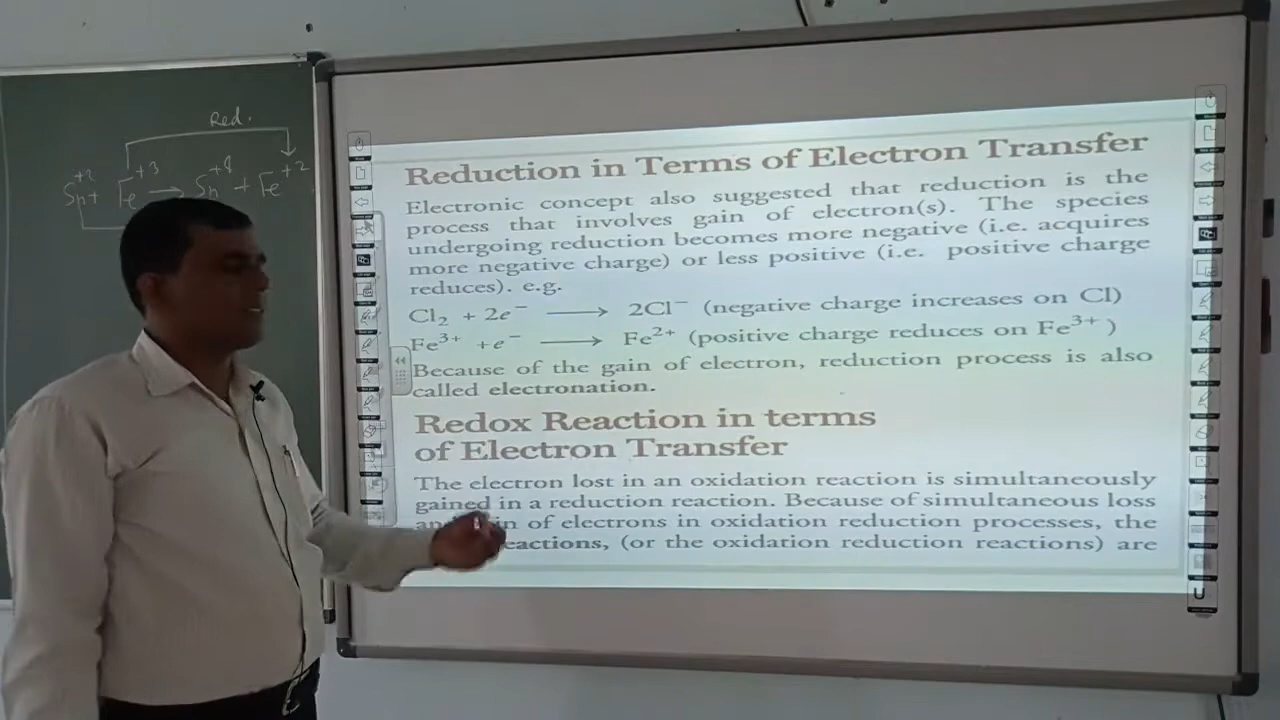 Red.
Sn+2 + Fe+3 → Sn+4 + Fe+2
Reduction in Terms of Electron Transfer
Electronic concept also suggested that reduction is the
process that involves gain of electron(s). The species
undergoing reduction becomes more negative (i.e. acquires
more negative charge) or less positive (i.e. positive charge
reduces). e.g.
Cl₂ + 2e⁻ ⟶ 2Cl⁻ (negative charge increases on Cl)
Fe³⁺ +e⁻ ⟶ Fe²⁺ (positive charge reduces on Fe³⁺ )
Because of the gain of electron, reduction process is also
called electronation.
Redox Reaction in terms
of Electron Transfer
The electron lost in an oxidation reaction is simultaneously
gained in a reduction reaction. Because of simultaneous loss
of electrons in oxidation reduction processes, the
(or the oxidation reduction reactions) are